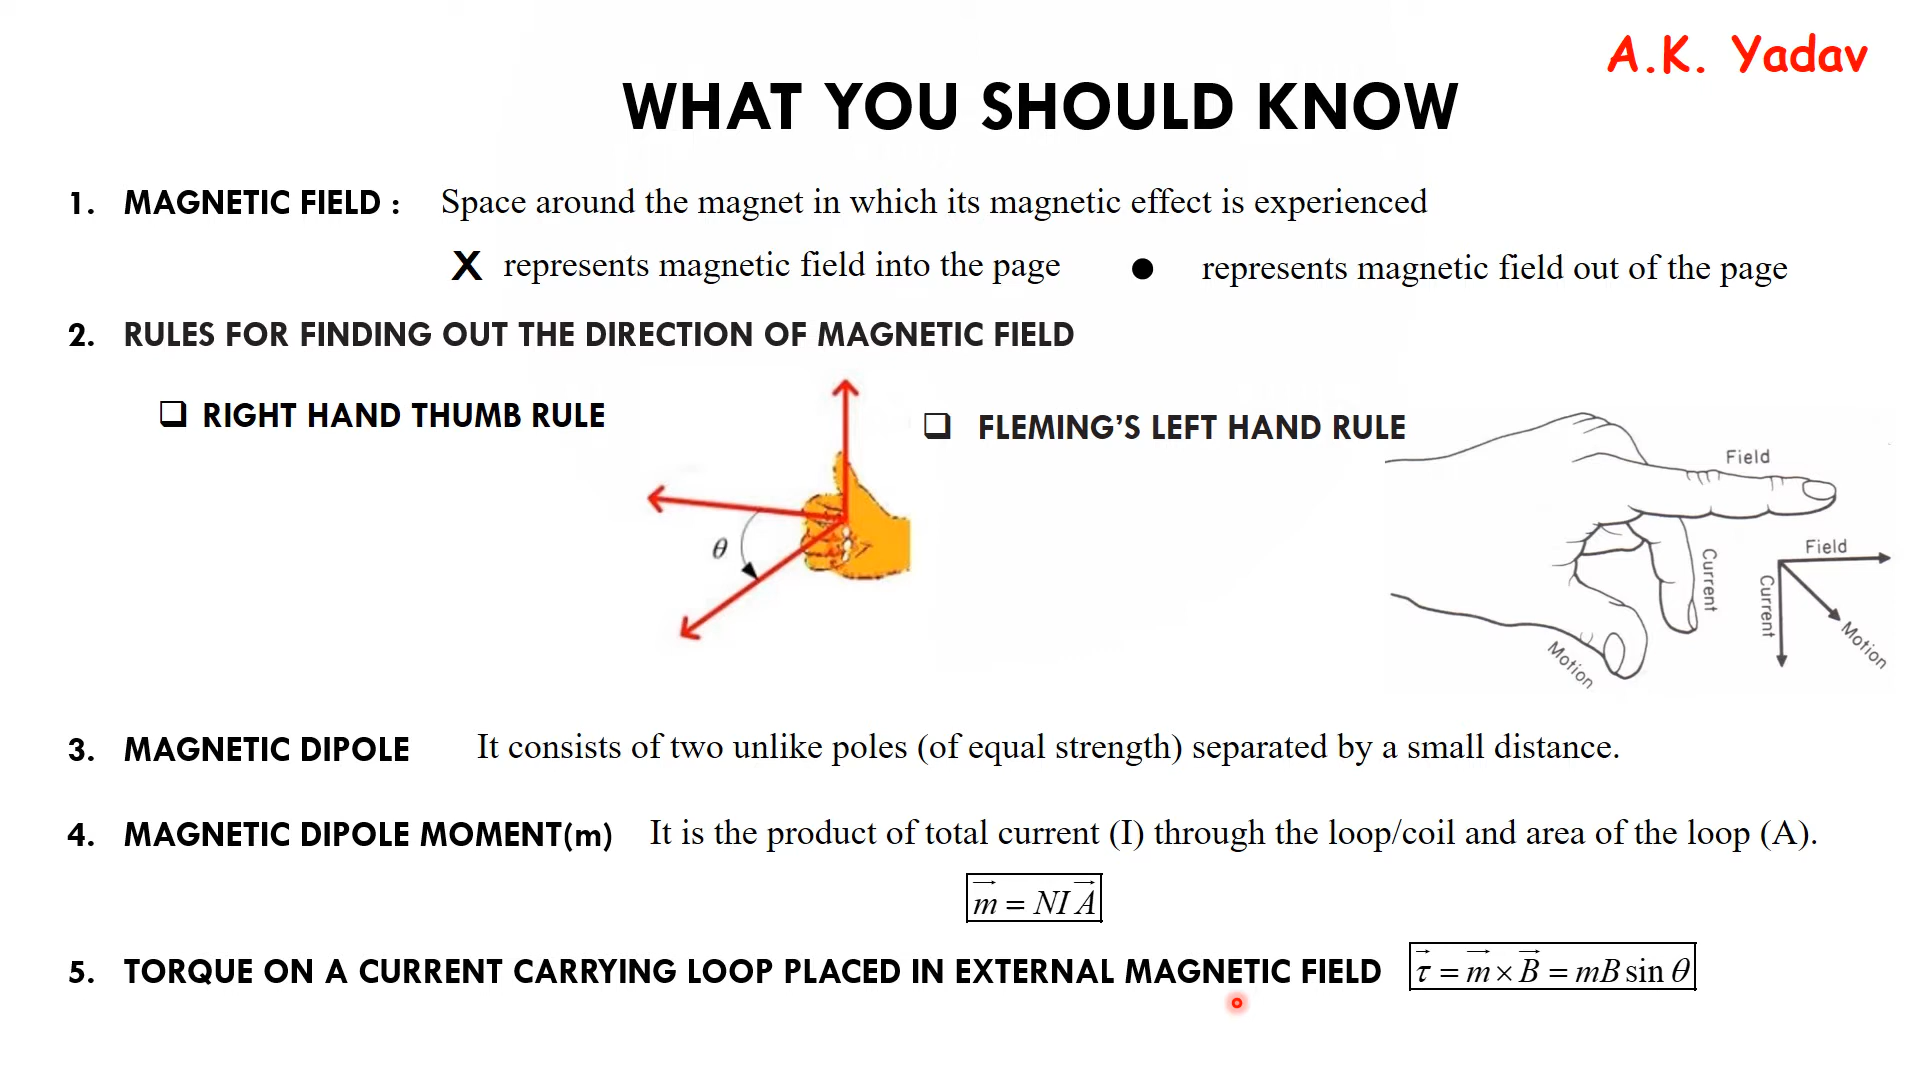 A.K. Yadav
WHAT YOU SHOULD KNOW
1. MAGNETIC FIELD : Space around the magnet in which its magnetic effect is experienced
X represents magnetic field into the page ● represents magnetic field out of the page
2. RULES FOR FINDING OUT THE DIRECTION OF MAGNETIC FIELD
❑ RIGHT HAND THUMB RULE
θ
❑ FLEMING’S LEFT HAND RULE
Field
Current
Motion
Field
Current
Motion
3. MAGNETIC DIPOLE It consists of two unlike poles (of equal strength) separated by a small distance.
4. MAGNETIC DIPOLE MOMENT(m) It is the product of total current (I) through the loop/coil and area of the loop (A).
m⃗ = NI A⃗
5. TORQUE ON A CURRENT CARRYING LOOP PLACED IN EXTERNAL MAGNETIC FIELD τ⃗ = m⃗ × B⃗ = mB sin θ